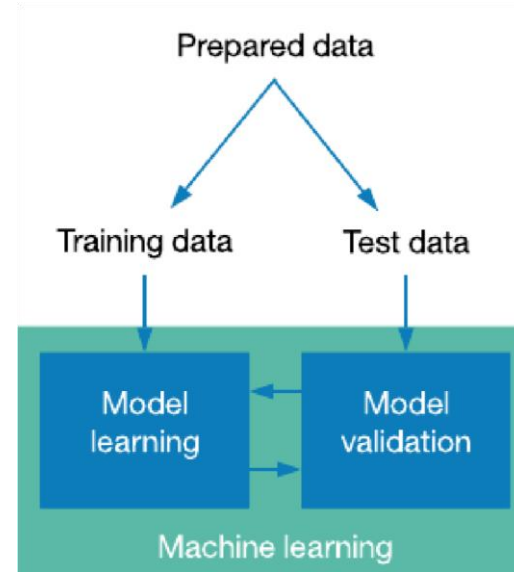 Prepared data
Training data
Test data
Model
learning
Model
validation
Machine learning